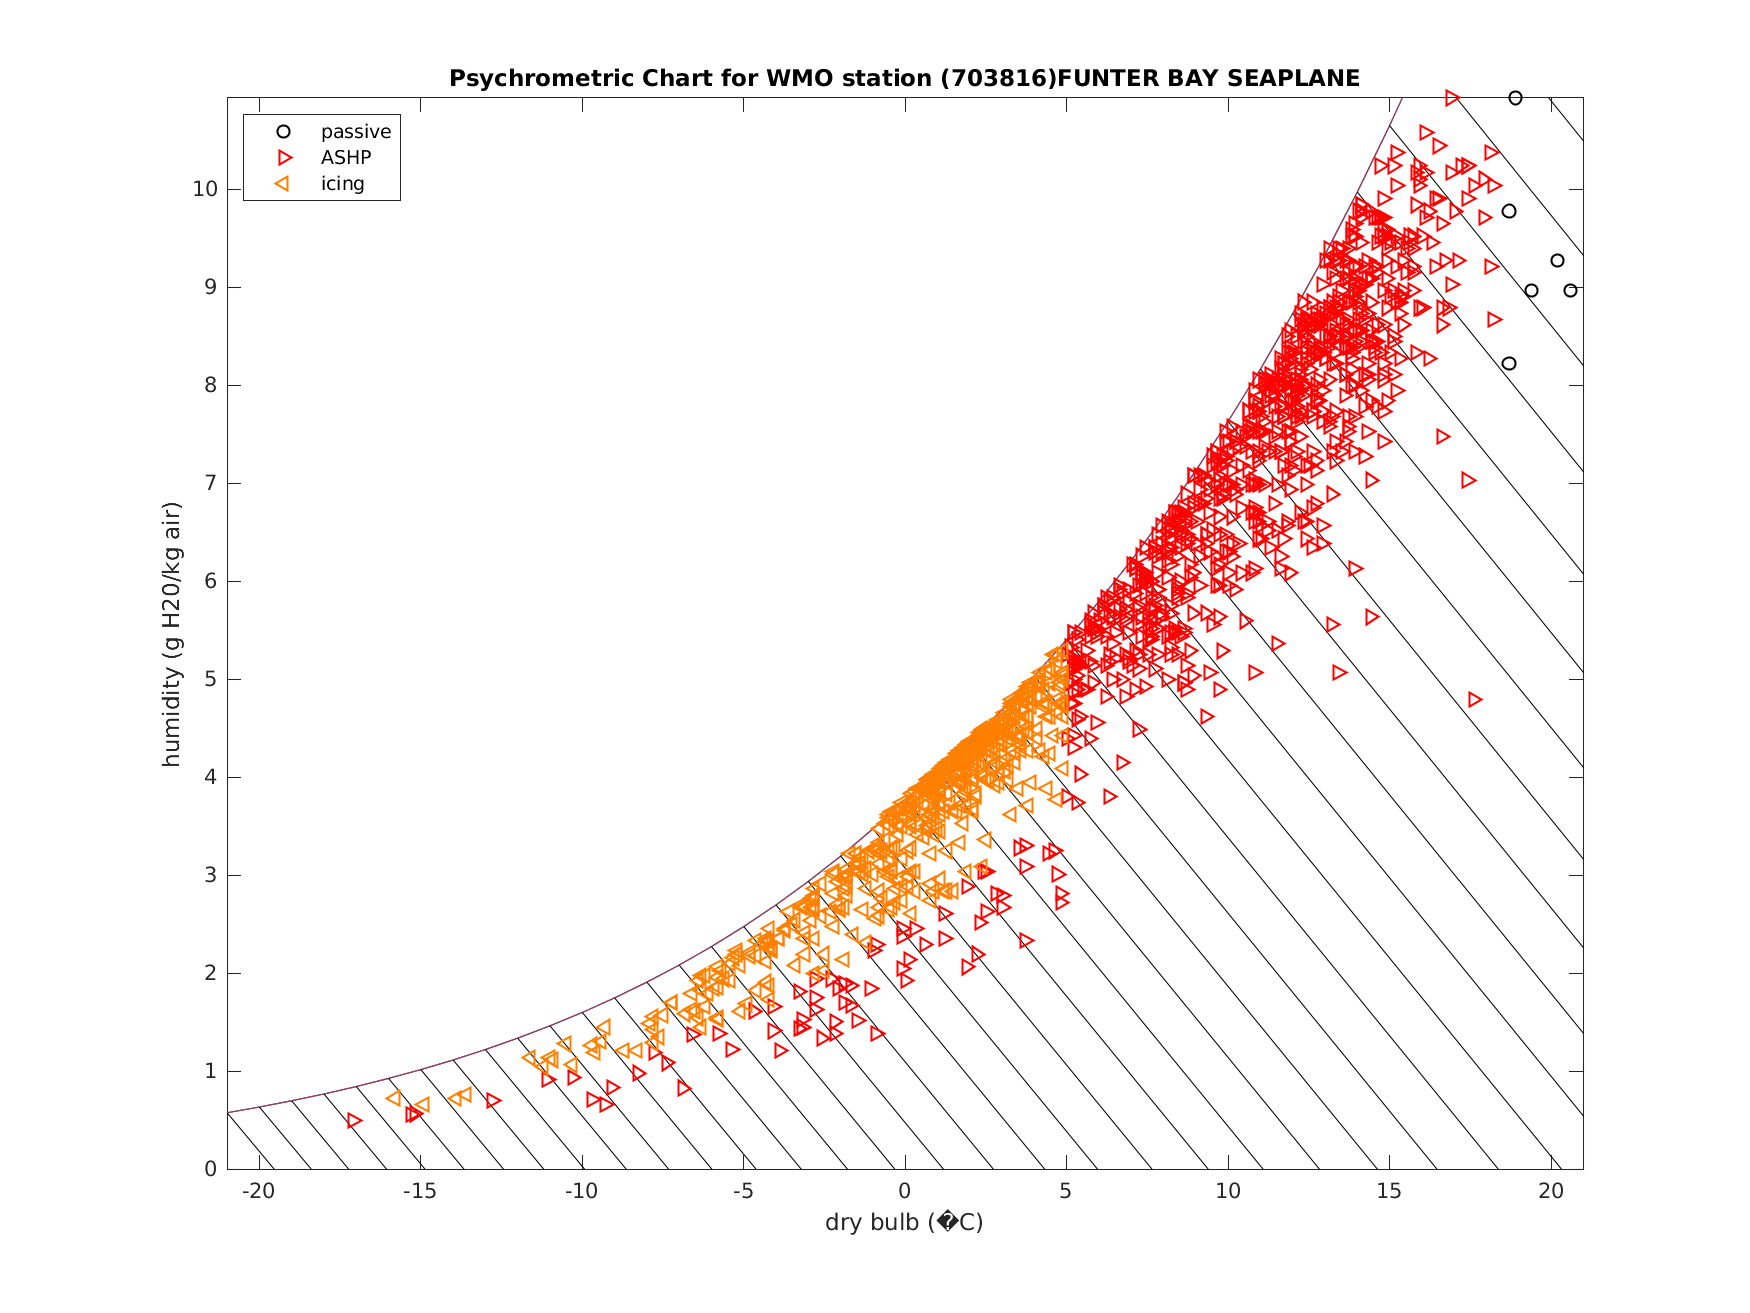 Psychrometric Chart for WMO station (703816)FUNTER BAY SEAPLANE
passive
ASHP
icing
humidity (g H20/kg air)
10
9
8
7
6
5
4
3
2
1
0
-20 -15 -10 -5 0 5 10 15 20
dry bulb (�C)